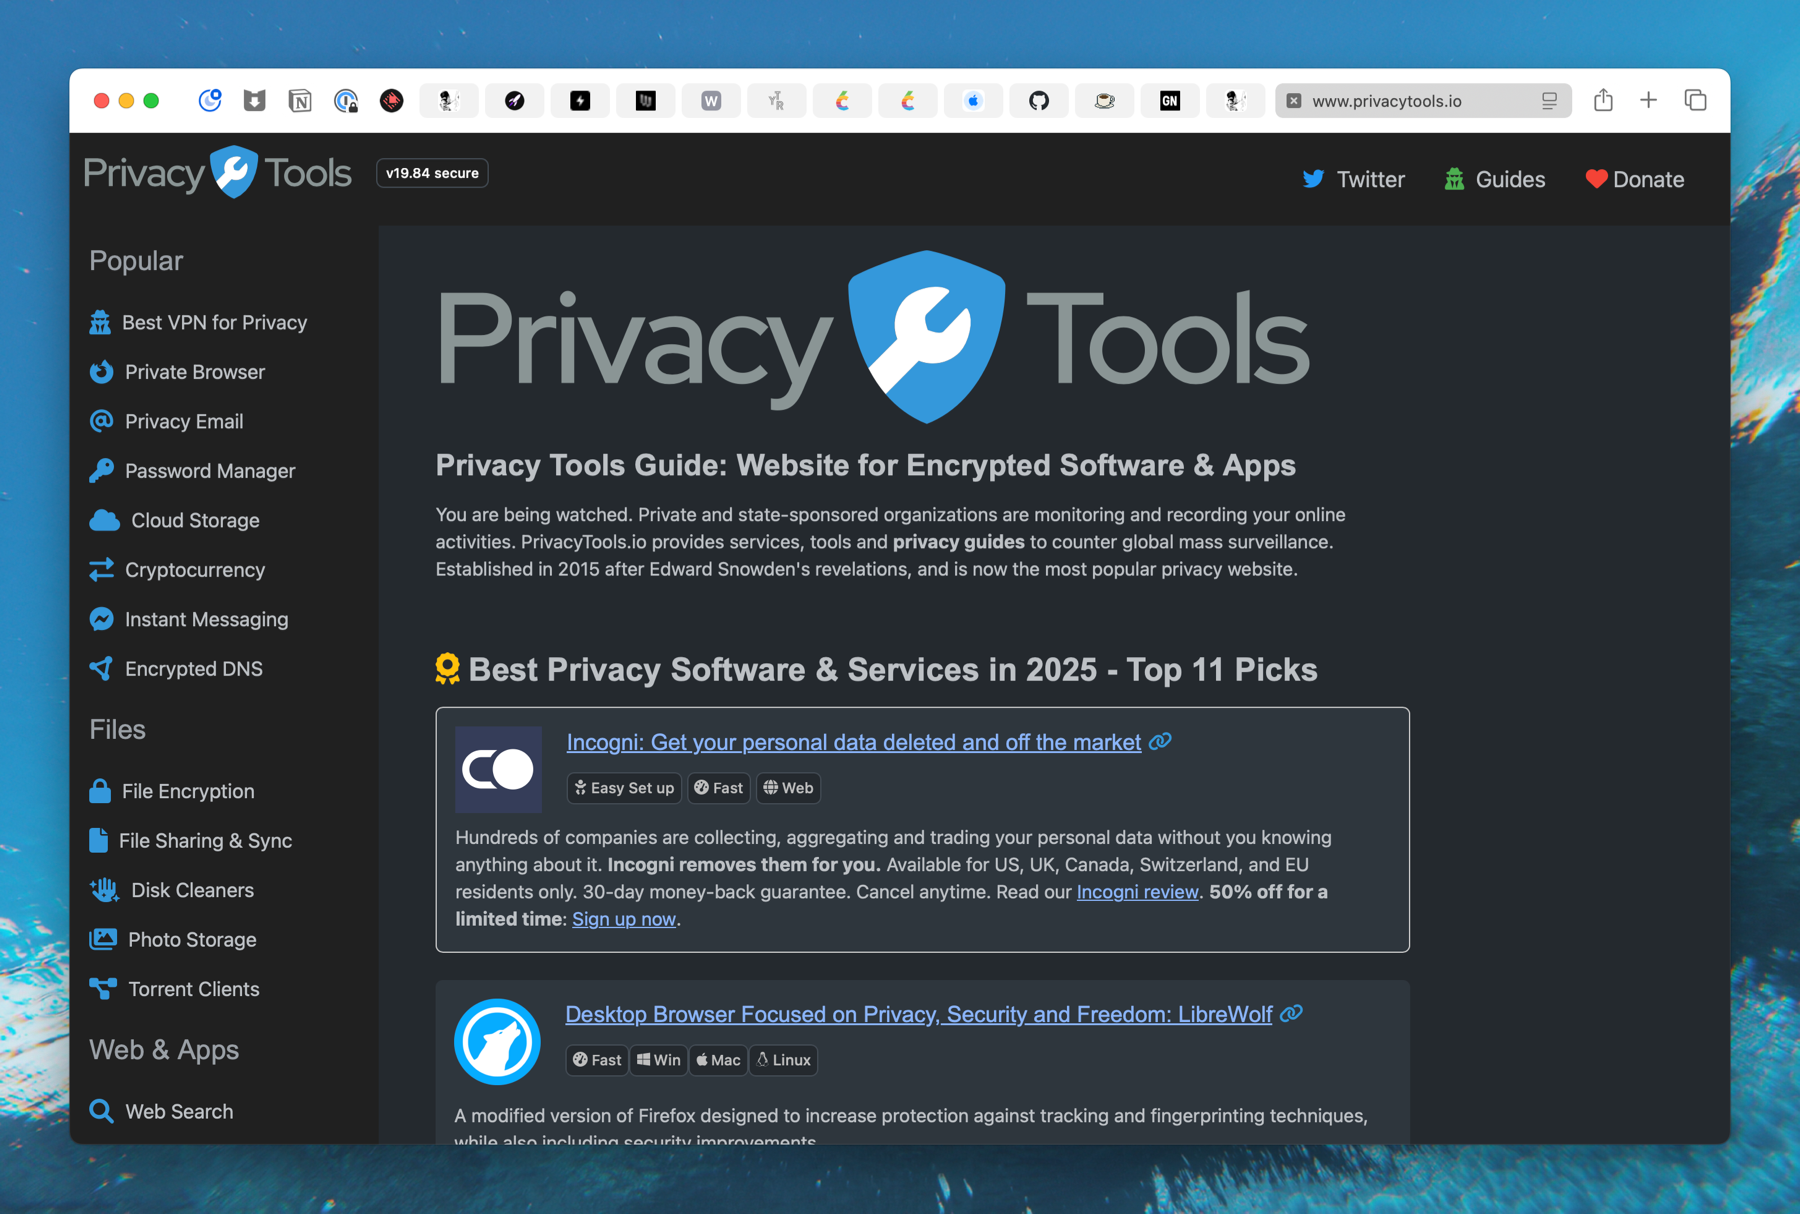 W
GN
www.privacytools.io
Privacy Tools
v19.84 secure
Twitter
Guides
Donate
Popular
Best VPN for Privacy
Private Browser
Privacy Email
Password Manager
Cloud Storage
Cryptocurrency
Instant Messaging
Encrypted DNS
Files
File Encryption
File Sharing & Sync
Disk Cleaners
Photo Storage
Torrent Clients
Web & Apps
Web Search
Privacy Tools
Privacy Tools Guide: Website for Encrypted Software & Apps
You are being watched. Private and state-sponsored organizations are monitoring and recording your online
activities. PrivacyTools.io provides services, tools and privacy guides to counter global mass surveillance.
Established in 2015 after Edward Snowden's revelations, and is now the most popular privacy website.
Best Privacy Software & Services in 2025 - Top 11 Picks
Incogni: Get your personal data deleted and off the market
Easy Set up
Fast
Web
Hundreds of companies are collecting, aggregating and trading your personal data without you knowing
anything about it. Incogni removes them for you. Available for US, UK, Canada, Switzerland, and EU
residents only. 30-day money-back guarantee. Cancel anytime. Read our Incogni review. 50% off for a
limited time: Sign up now.
Desktop Browser Focused on Privacy, Security and Freedom: LibreWolf
Fast
Win
Mac
Linux
A modified version of Firefox designed to increase protection against tracking and fingerprinting techniques,
while also including security improvements.